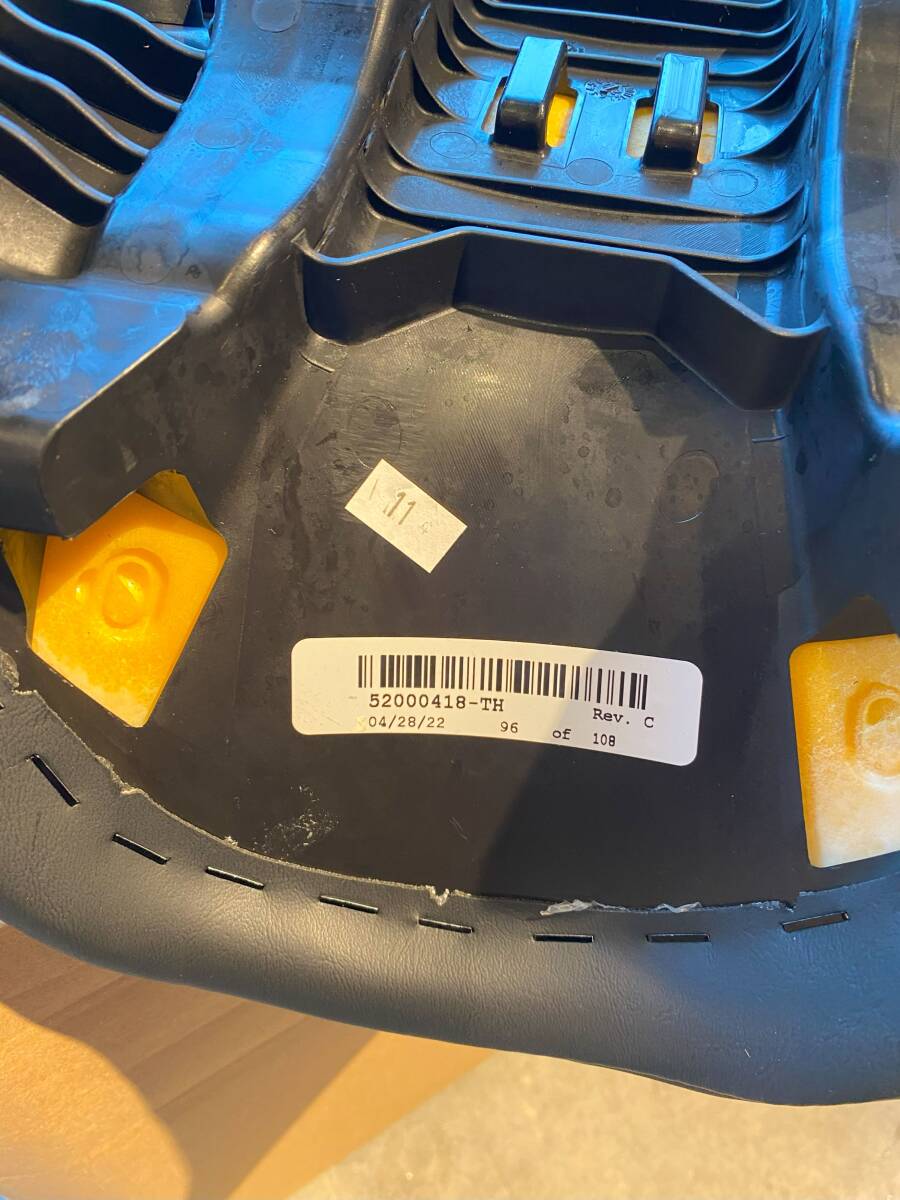 11
52000418-TH
Rev. C
04/28/22 96 of 108